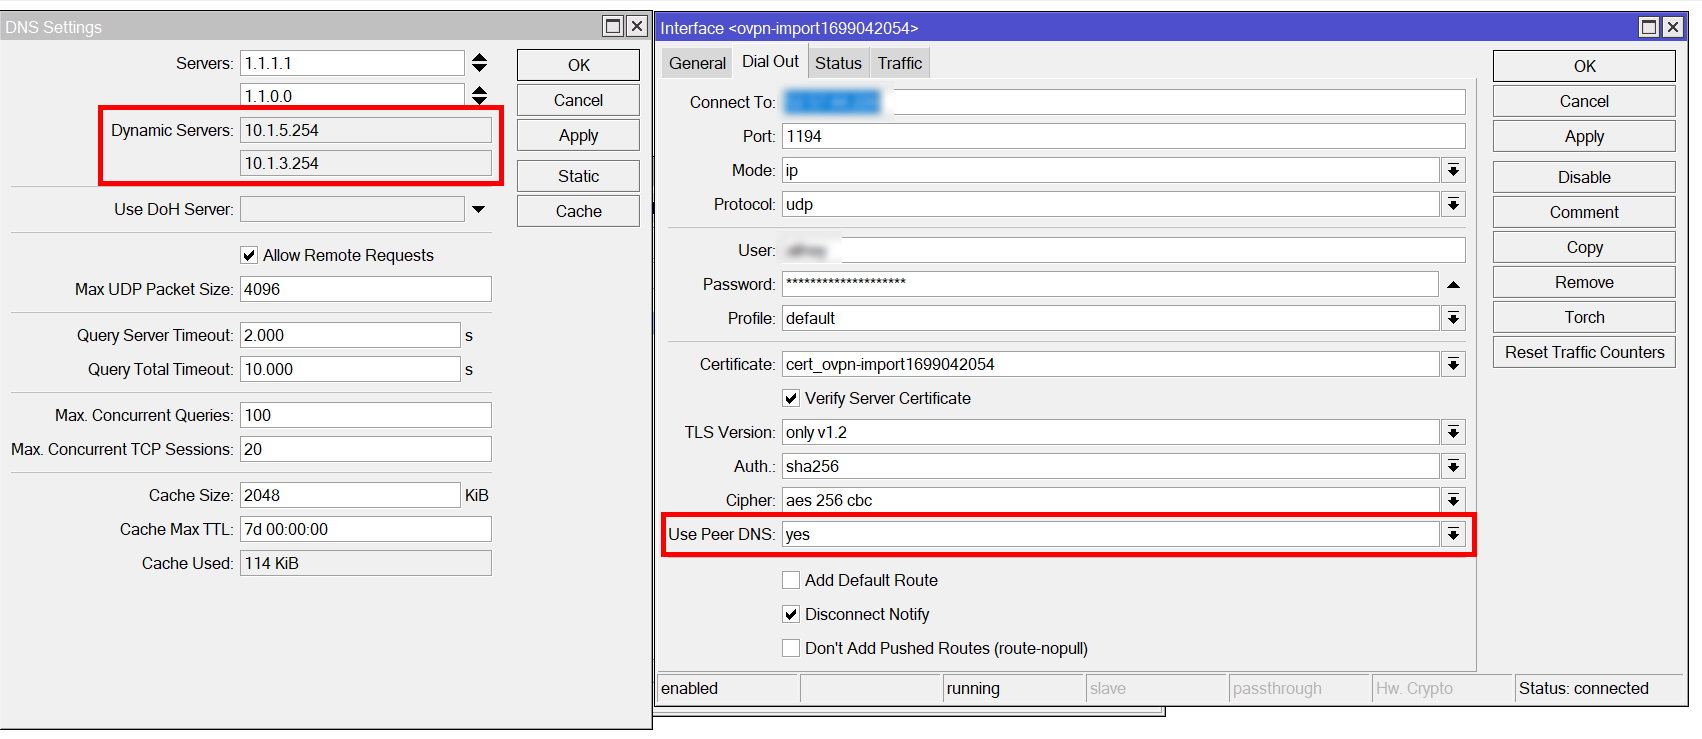 DNS Settings
Servers: 1.1.1.1
1.1.0.0
Dynamic Servers: 10.1.5.254
10.1.3.254
Use DoH Server:
Allow Remote Requests
Max UDP Packet Size: 4096
Query Server Timeout: 2.000 s
Query Total Timeout: 10.000 s
Max. Concurrent Queries: 100
Max. Concurrent TCP Sessions: 20
Cache Size: 2048 KiB
Cache Max TTL: 7d 00:00:00
Cache Used: 114 KiB
OK
Cancel
Apply
Static
Cache
Interface <ovpn-import1699042054>
General Dial Out Status Traffic
Connect To:
Port: 1194
Mode: ip
Protocol: udp
User:
Password: ********************
Profile: default
Certificate: cert_ovpn-import1699042054
Verify Server Certificate
TLS Version: only v1.2
Auth.: sha256
Cipher: aes 256 cbc
Use Peer DNS: yes
Add Default Route
Disconnect Notify
Don't Add Pushed Routes (route-nopull)
OK
Cancel
Apply
Disable
Comment
Copy
Remove
Torch
Reset Traffic Counters
enabled running slave passthrough Hw. Crypto Status: connected